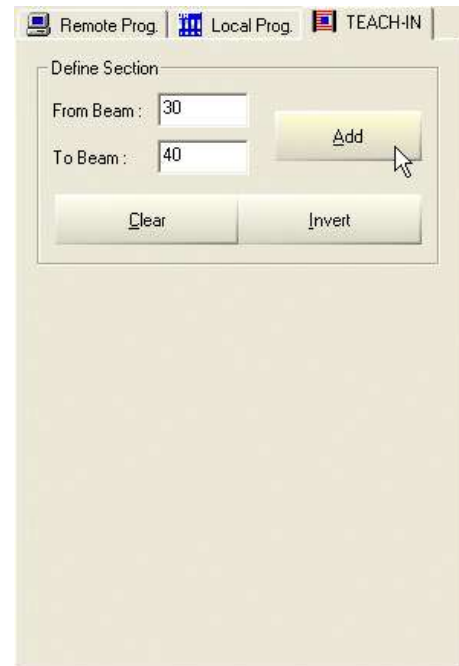 Remote Prog. Local Prog. TEACH-IN
Define Section
From Beam : 30
Add
To Beam : 40
Clear Invert